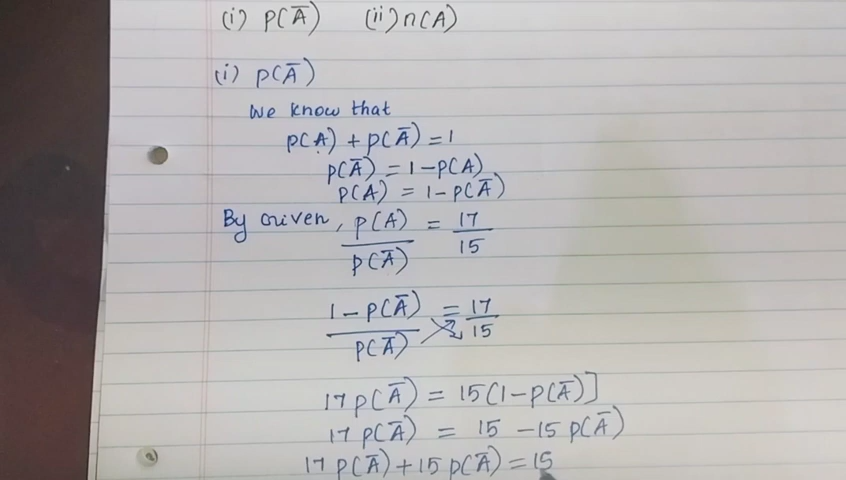 (i) P(Ā) (ii) n(A)
(i) P(Ā)
We know that
P(A) + P(Ā) = 1
P(Ā) = 1 - P(A)
P(A) = 1 - P(Ā)
By Given, P(A)/P(Ā) = 17/15
1 - P(Ā)/P(Ā) = 17/15
17 P(Ā) = 15(1 - P(Ā)]
17 P(Ā) = 15 - 15 P(Ā)
17 P(Ā) + 15 P(Ā) = 15